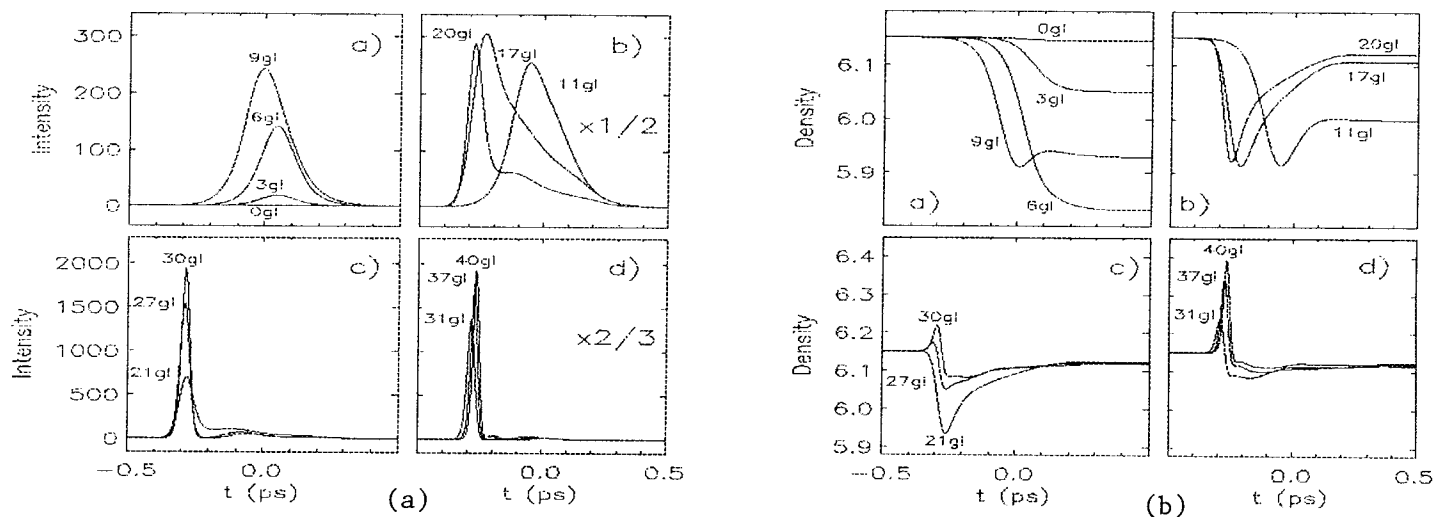 300
200
100
0
Intensity
a)
9gl
6gl
3gl
0gl
b)
20gl
17gl
11gl
×1/2
2000
1500
1000
500
0
Intensity
c)
30gl
27gl
21gl
d)
40gl
37gl
31gl
×2/3
−0.5
0.0
0.0
0.5
t (ps)
t (ps)
(a)
6.1
6.0
5.9
Density
a)
0gl
3gl
9gl
6gl
b)
20gl
17gl
11gl
6.4
6.3
6.2
6.1
6.0
5.9
Density
c)
30gl
27gl
21gl
d)
40gl
37gl
31gl
−0.5
0.0
0.0
0.5
t (ps)
t (ps)
(b)